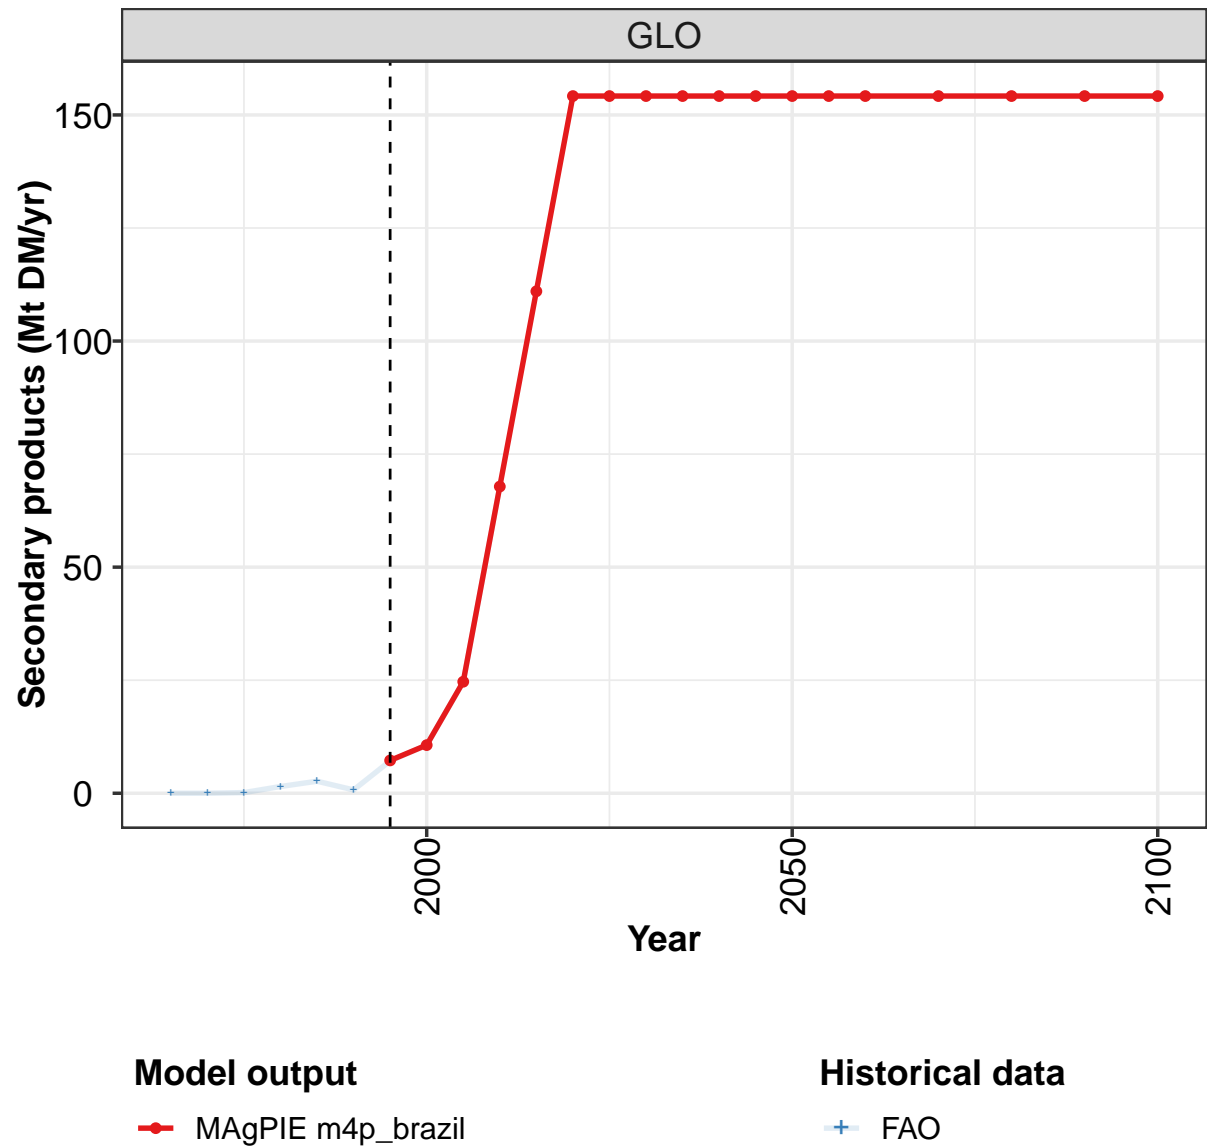 GLO
Secondary products (Mt DM/yr)
150
100
50
0
2000
2050
2100
Year
Model output
MAgPIE m4p_brazil
Historical data
FAO